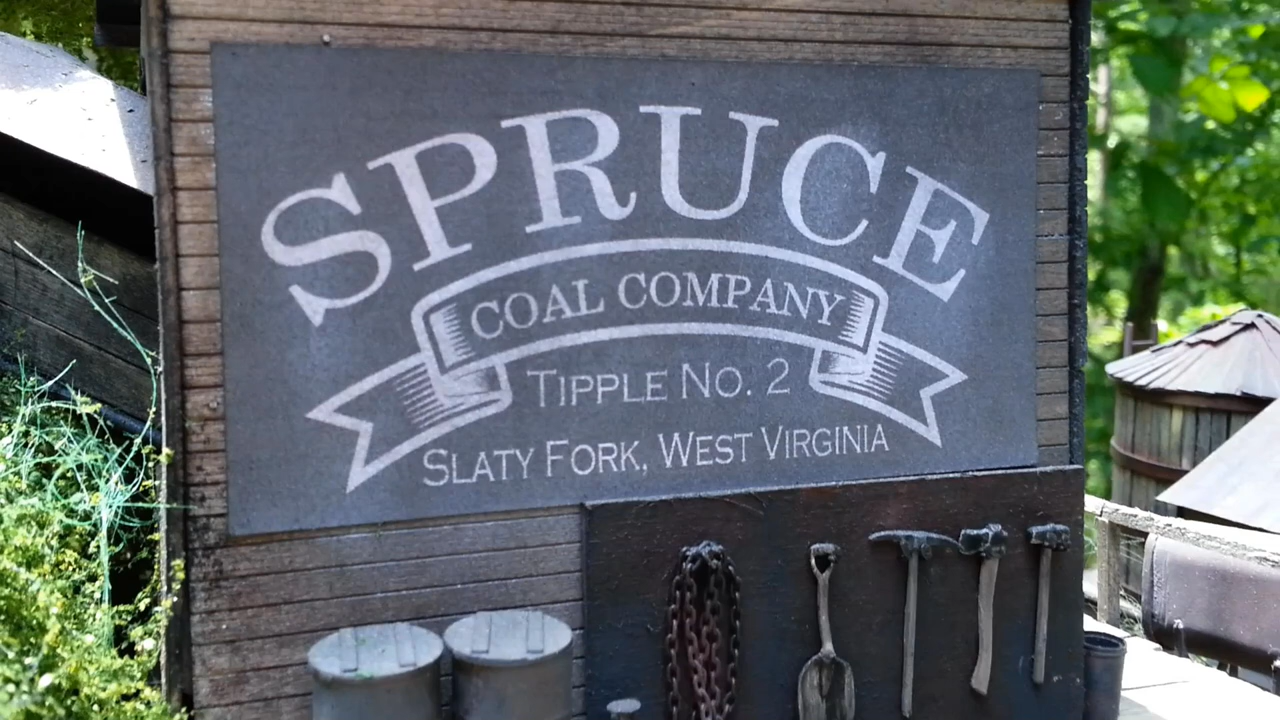 SPRUCE
COAL COMPANY
TIPPLE NO. 2
SLATY FORK, WEST VIRGINIA